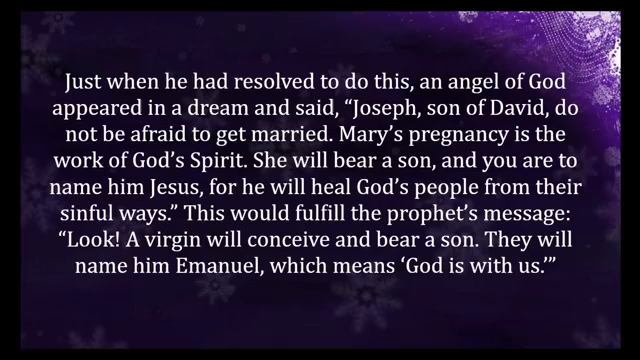 Just when he had resolved to do this, an angel of God
appeared in a dream and said, “Joseph, son of David, do
not be afraid to get married. Mary’s pregnancy is the
work of God’s Spirit. She will bear a son, and you are to
name him Jesus, for he will heal God’s people from their
sinful ways.” This would fulfill the prophet’s message:
“Look! A virgin will conceive and bear a son. They will
name him Emanuel, which means ‘God is with us.’”